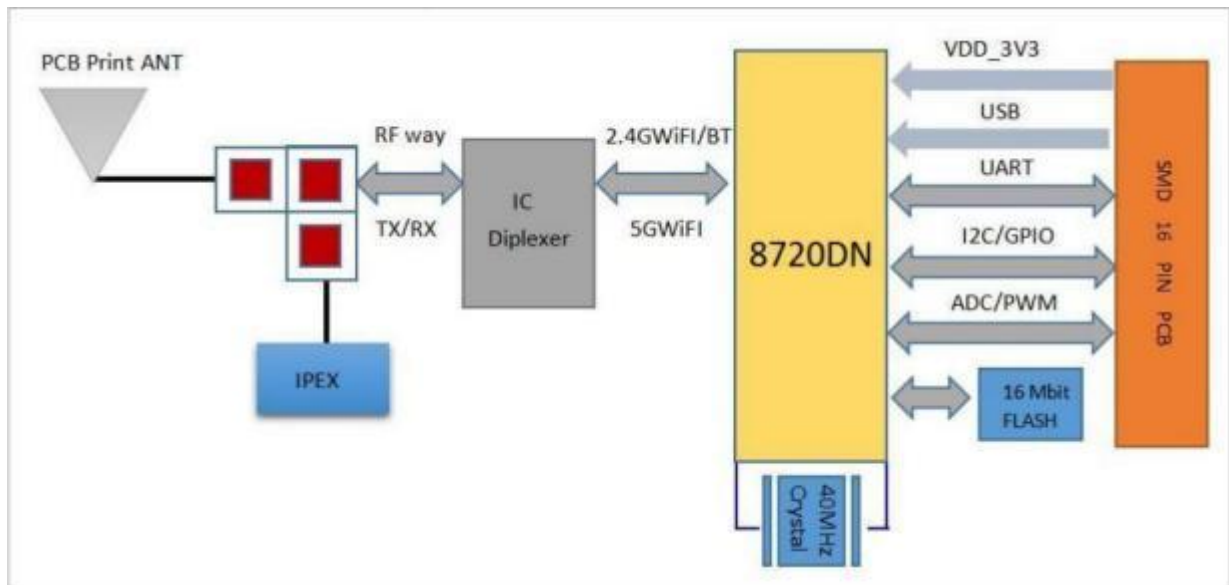 PCB Print ANT
RF way
TX/RX
IPEX
IC
Diplexer
2.4GWiFI/BT
5GWiFI
8720DN
40MHz
Crystal
VDD_3V3
USB
UART
I2C/GPIO
ADC/PWM
16 Mbit
FLASH
SMD 16 PIN PCB